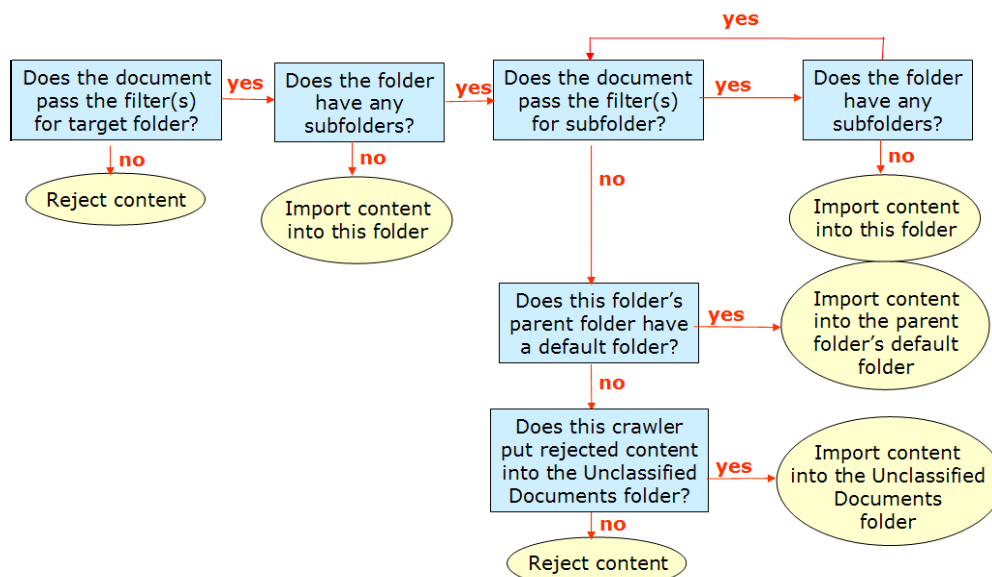 yes
Does the document
pass the filter(s)
for target folder?
yes
Does the folder
have any
subfolders?
yes
Does the document
pass the filter(s)
for subfolder?
yes
Does the folder
have any
subfolders?
no
Reject content
no
Import content
into this folder
no
no
Import content
into this folder
Does this folder’s
parent folder have
a default folder?
yes
Import content
into the parent
folder’s default
folder
no
Does this crawler
put rejected content
into the Unclassified
Documents folder?
yes
Import content
into the Unclassified
Documents
folder
no
Reject content